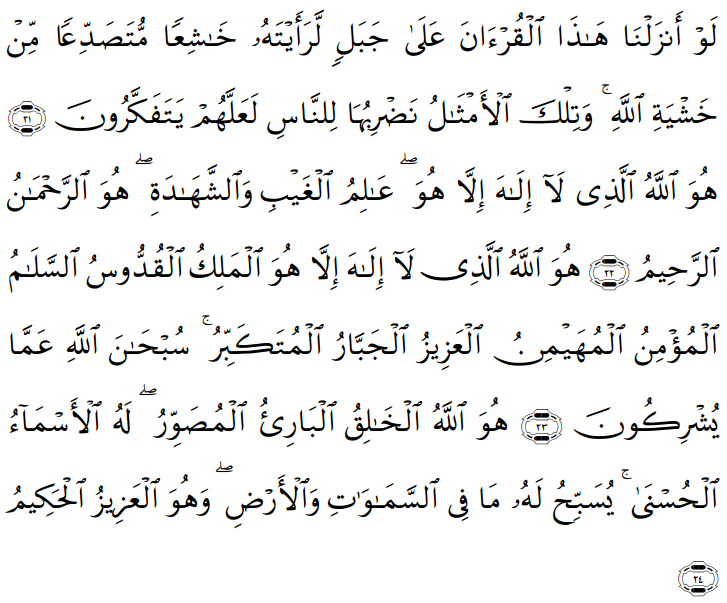 لَوْ أَنزَلْنَا هَـٰذَا ٱلْقُرْءَانَ عَلَىٰ جَبَلٍ لَّرَأَيْتَهُۥ خَـٰشِعًا مُّتَصَدِّعًا مِّنْ
خَشْيَةِ ٱللَّهِ ۚ وَتِلْكَ ٱلْأَمْثَـٰلُ نَضْرِبُهَا لِلنَّاسِ لَعَلَّهُمْ يَتَفَكَّرُونَ ٢١
هُوَ ٱللَّهُ ٱلَّذِى لَآ إِلَـٰهَ إِلَّا هُوَ ۖ عَـٰلِمُ ٱلْغَيْبِ وَٱلشَّهَـٰدَةِ ۖ هُوَ ٱلرَّحْمَـٰنُ
ٱلرَّحِيمُ ٢٢ هُوَ ٱللَّهُ ٱلَّذِى لَآ إِلَـٰهَ إِلَّا هُوَ ٱلْمَلِكُ ٱلْقُدُّوسُ ٱلسَّلَـٰمُ
ٱلْمُؤْمِنُ ٱلْمُهَيْمِنُ ٱلْعَزِيزُ ٱلْجَبَّارُ ٱلْمُتَكَبِّرُ ۚ سُبْحَـٰنَ ٱللَّهِ عَمَّا
يُشْرِكُونَ ٢٣ هُوَ ٱللَّهُ ٱلْخَـٰلِقُ ٱلْبَارِئُ ٱلْمُصَوِّرُ ۖ لَهُ ٱلْأَسْمَآءُ
ٱلْحُسْنَىٰ ۚ يُسَبِّحُ لَهُۥ مَا فِى ٱلسَّمَـٰوَٰتِ وَٱلْأَرْضِ ۖ وَهُوَ ٱلْعَزِيزُ ٱلْحَكِيمُ
٢٤